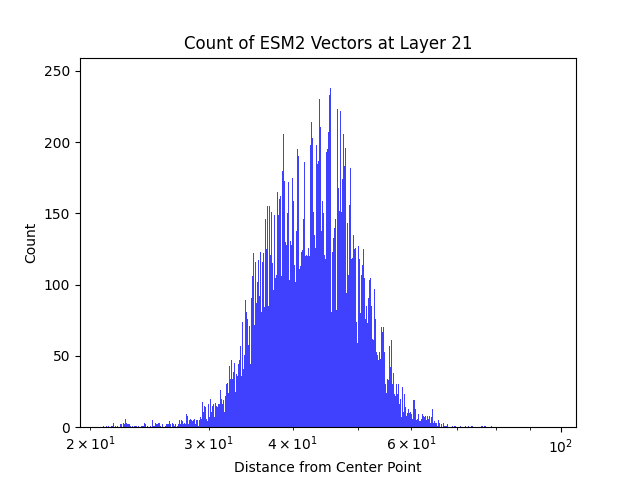 Count of ESM2 Vectors at Layer 21
250
200
150
100
50
0
Count
2 × 10¹
3 × 10¹
4 × 10¹
6 × 10¹
10²
Distance from Center Point